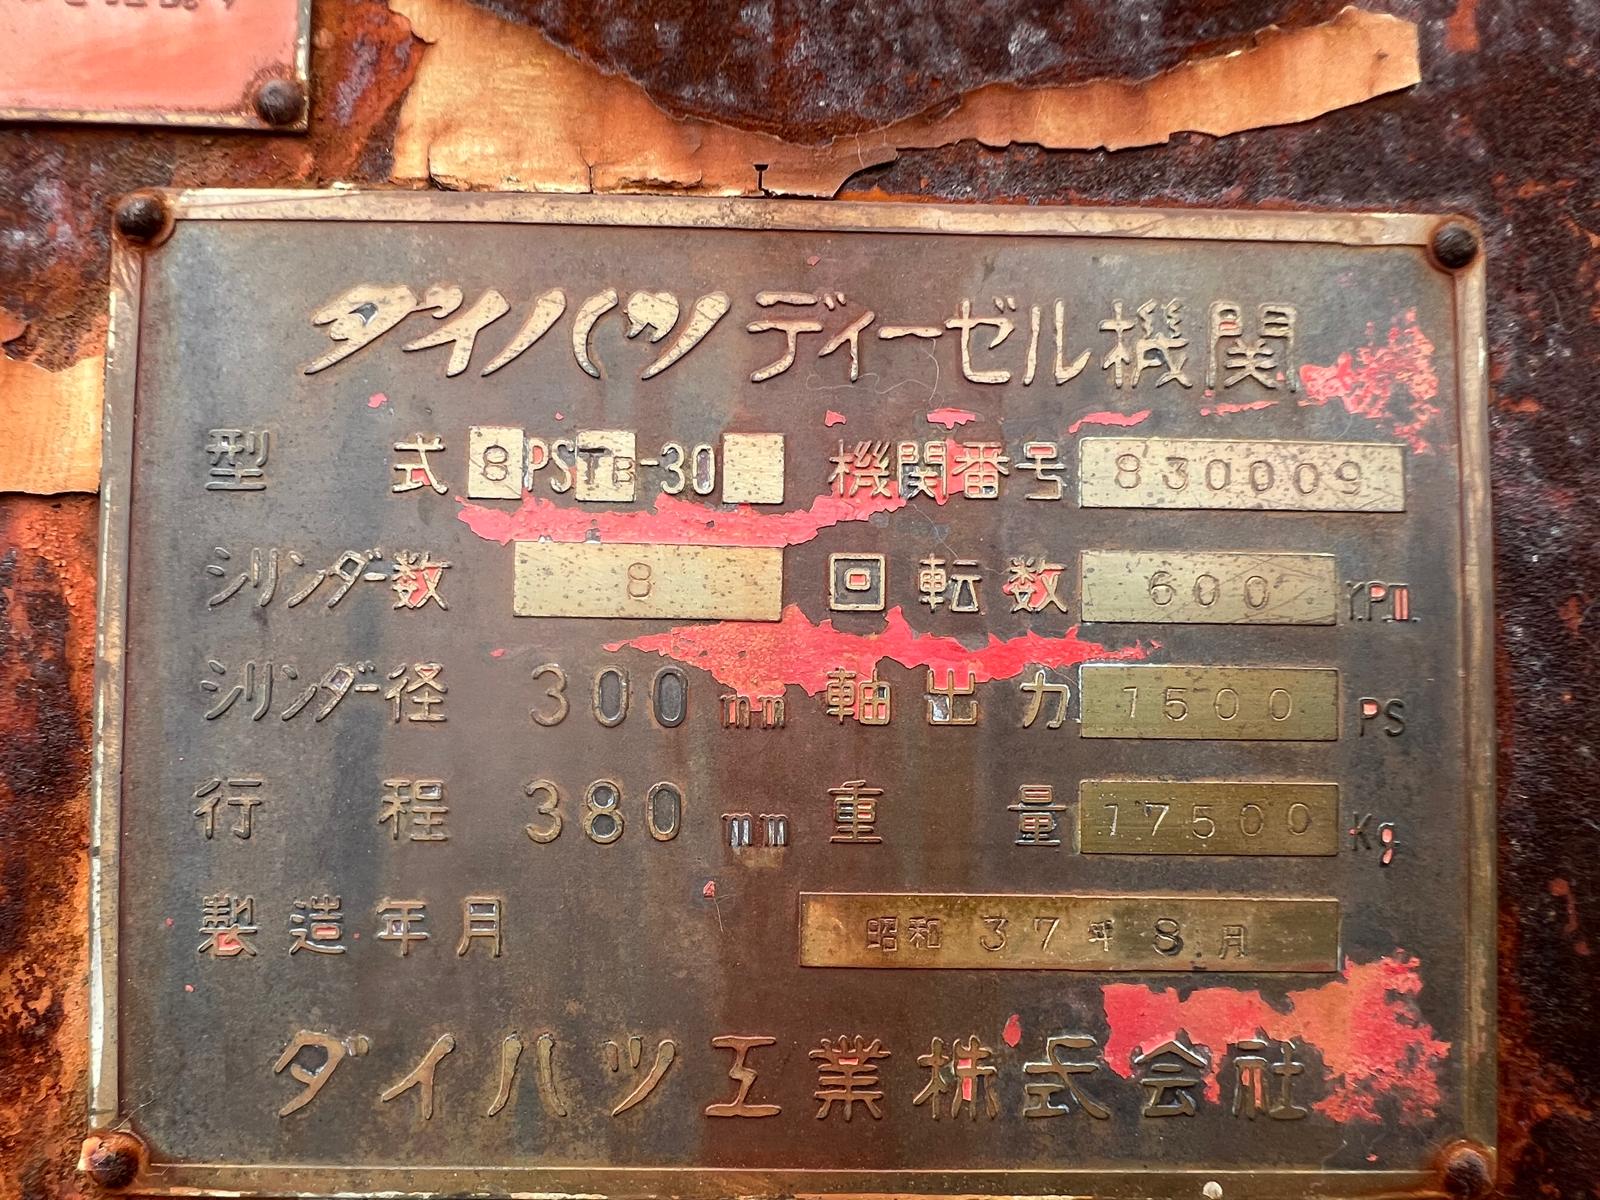 ダイハツディーゼル機関
型式 8PSTB-30 機関番号 830009
シリンダー数 8 回転数 600 r.p.m.
シリンダー径 300 mm 軸出力 1500 PS
行程 380 mm 重量 17500 Kg
製造年月 昭和37年8月
ダイハツ工業株式会社